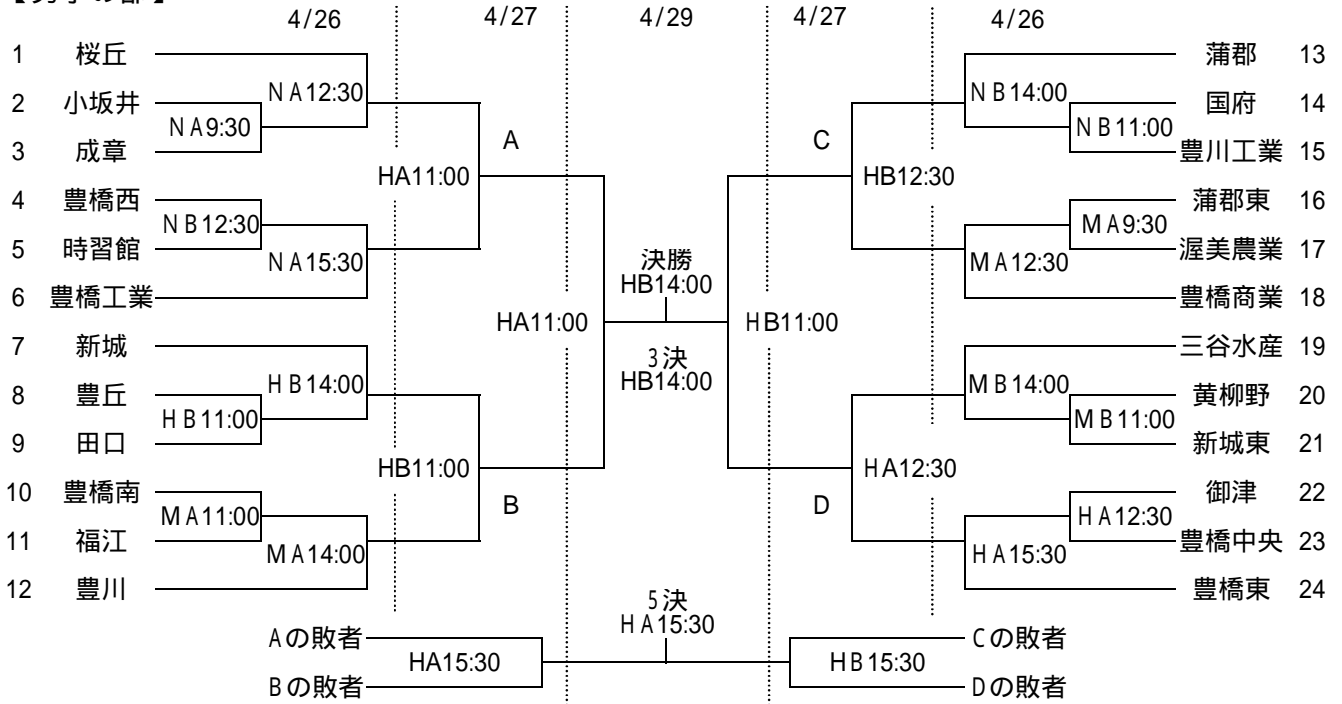 4/26 4/27 4/29 4/27 4/26
1 桜丘 蒲郡 13
NA12:30 NB14:00
2 小坂井 国府 14
NA9:30 NB11:00
A C
3 成章 豊川工業 15
HA11:00 HB12:30
4 豊橋西 蒲郡東 16
NB12:30 MA9:30
5 時習館 渥美農業 17
NA15:30 決勝 MA12:30
HB14:00
6 豊橋工業 豊橋商業 18
HA11:00 HB11:00
7 新城 三谷水産 19
3決
HB14:00 HB14:00 MB14:00
8 豊丘 黄柳野 20
HB11:00 MB11:00
9 田口 新城東 21
HB11:00 HA12:30
10 豊橋南 御津 22
B D
MA11:00 HA12:30
11 福江 豊橋中央 23
MA14:00 HA15:30
12 豊川 豊橋東 24
5決
HA15:30
Aの敗者 Cの敗者
HA15:30 HB15:30
Bの敗者 Dの敗者